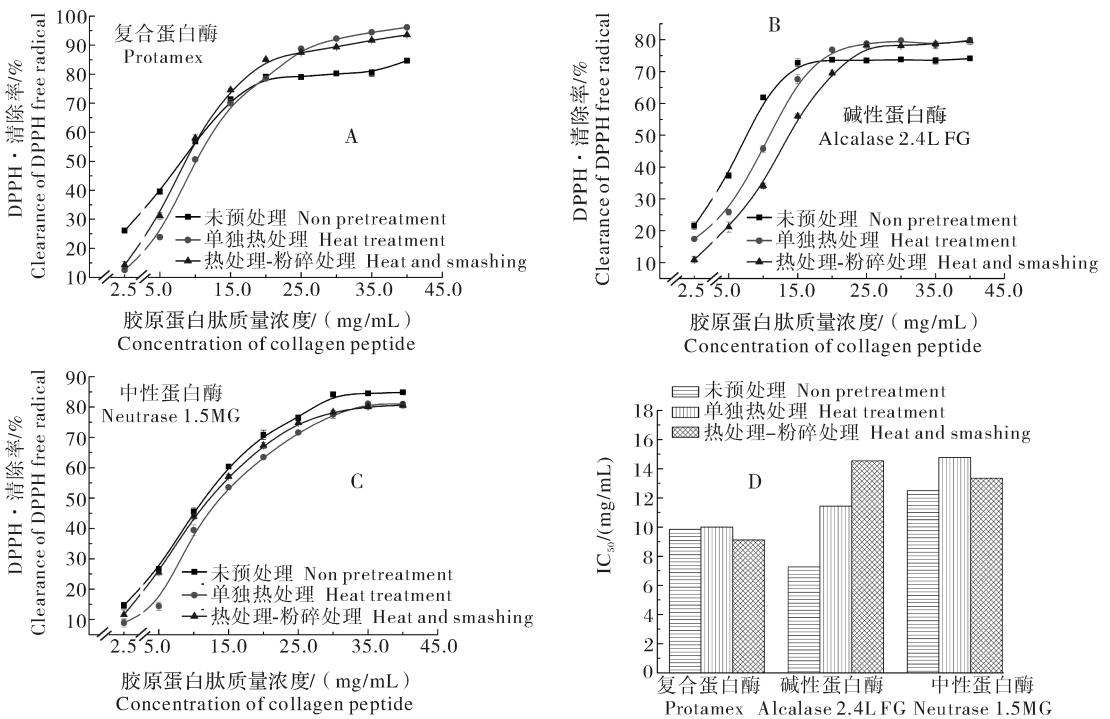 100
90
80
70
60
50
40
30
20
10
DPPH·清除率/%
Clearance of DPPH free radical
复合蛋白酶
Protamex
A
未预处理 Non pretreatment
单独热处理 Heat treatment
热处理-粉碎处理 Heat and smashing
2.5 5.0 15.0 25.0 35.0 45.0
胶原蛋白肽质量浓度/（mg/mL）
Concentration of collagen peptide
80
70
60
50
40
30
20
10
DPPH·清除率/%
Clearance of DPPH free radical
B
碱性蛋白酶
Alcalase 2.4L FG
未预处理 Non pretreatment
单独热处理 Heat treatment
热处理-粉碎处理 Heat and smashing
2.5 5.0 15.0 25.0 35.0 45.0
胶原蛋白肽质量浓度/（mg/mL）
Concentration of collagen peptide
90
80
70
60
50
40
30
20
10
DPPH·清除率/%
Clearance of DPPH free radical
中性蛋白酶
Neutrase 1.5MG
C
未预处理 Non pretreatment
单独热处理 Heat treatment
热处理-粉碎处理 Heat and smashing
2.5 5.0 15.0 25.0 35.0 45.0
胶原蛋白肽质量浓度/（mg/mL）
Concentration of collagen peptide
未预处理 Non pretreatment
单独热处理 Heat treatment
热处理-粉碎处理 Heat and smashing
18
16
14
12
10
8
6
4
2
0
IC50/(mg/mL)
D
复合蛋白酶 碱性蛋白酶 中性蛋白酶
Protamex Alcalase 2.4L FG Neutrase 1.5MG